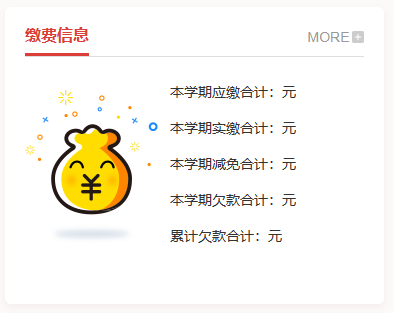 缴费信息
MORE
本学期应缴合计：元
本学期实缴合计：元
本学期减免合计：元
本学期欠款合计：元
累计欠款合计：元
¥